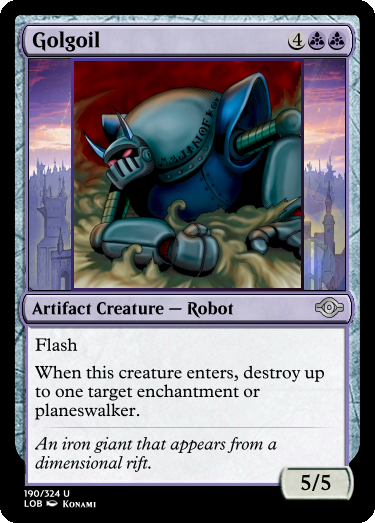 Golgoil 4
Artifact Creature — Robot
Flash
When this creature enters, destroy up
to one target enchantment or
planeswalker.
An iron giant that appears from a
dimensional rift.
5/5
190/324 U
LOB Konami